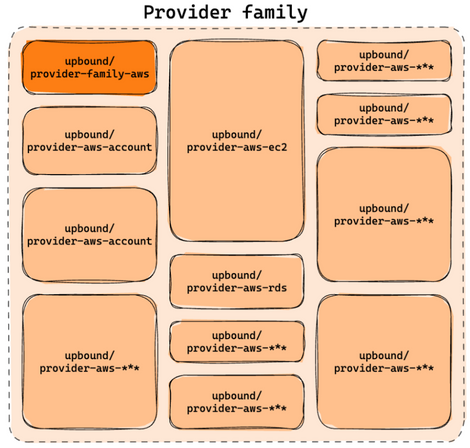 Provider family
upbound/
provider-family-aws
upbound/
provider-aws-account
upbound/
provider-aws-account
upbound/
provider-aws-***
upbound/
provider-aws-ec2
upbound/
provider-aws-rds
upbound/
provider-aws-***
upbound/
provider-aws-***
upbound/
provider-aws-***
upbound/
provider-aws-***
upbound/
provider-aws-***
upbound/
provider-aws-***